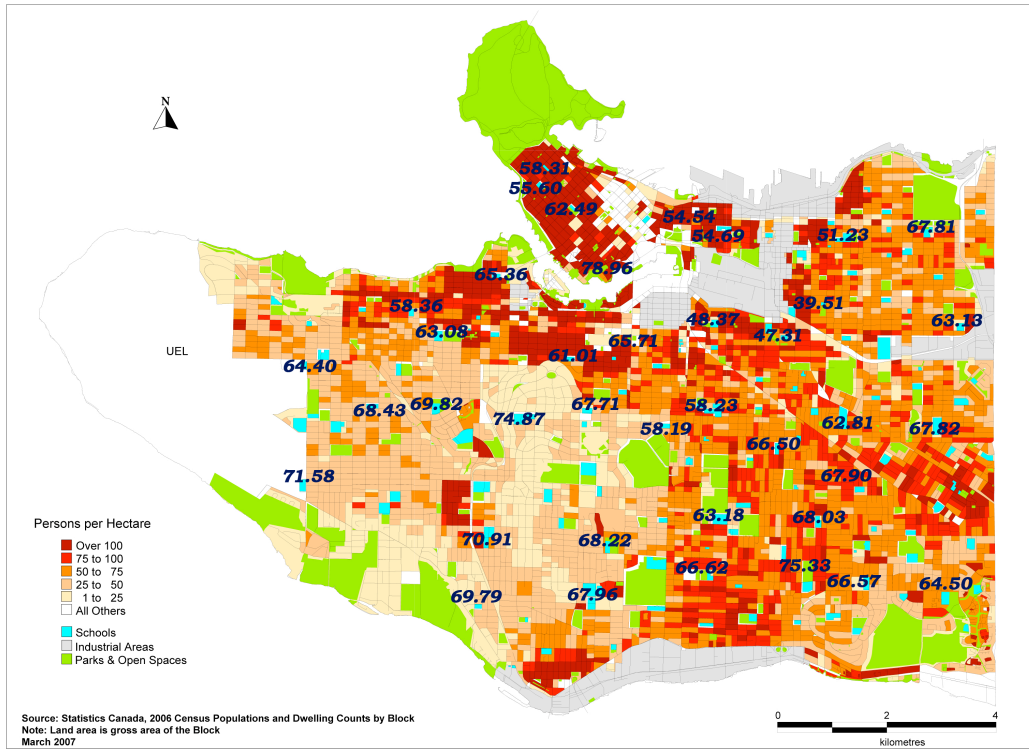 N
58.31
55.60
62.49
54.54
54.69
51.23
67.81
65.36
78.96
58.36
39.51
63.08
48.37
47.31
63.13
65.71
UEL
61.01
64.40
68.43
69.82
74.87
67.71
58.23
58.19
62.81
67.82
66.50
71.58
67.90
63.18
68.03
70.91
68.22
66.62
75.33
66.57
64.50
69.79
67.96
Persons per Hectare
Over 100
75 to 100
50 to 75
25 to 50
1 to 25
All Others
Schools
Industrial Areas
Parks & Open Spaces
Source: Statistics Canada, 2006 Census Populations and Dwelling Counts by Block
Note: Land area is gross area of the Block
March 2007
0 2 4
kilometres